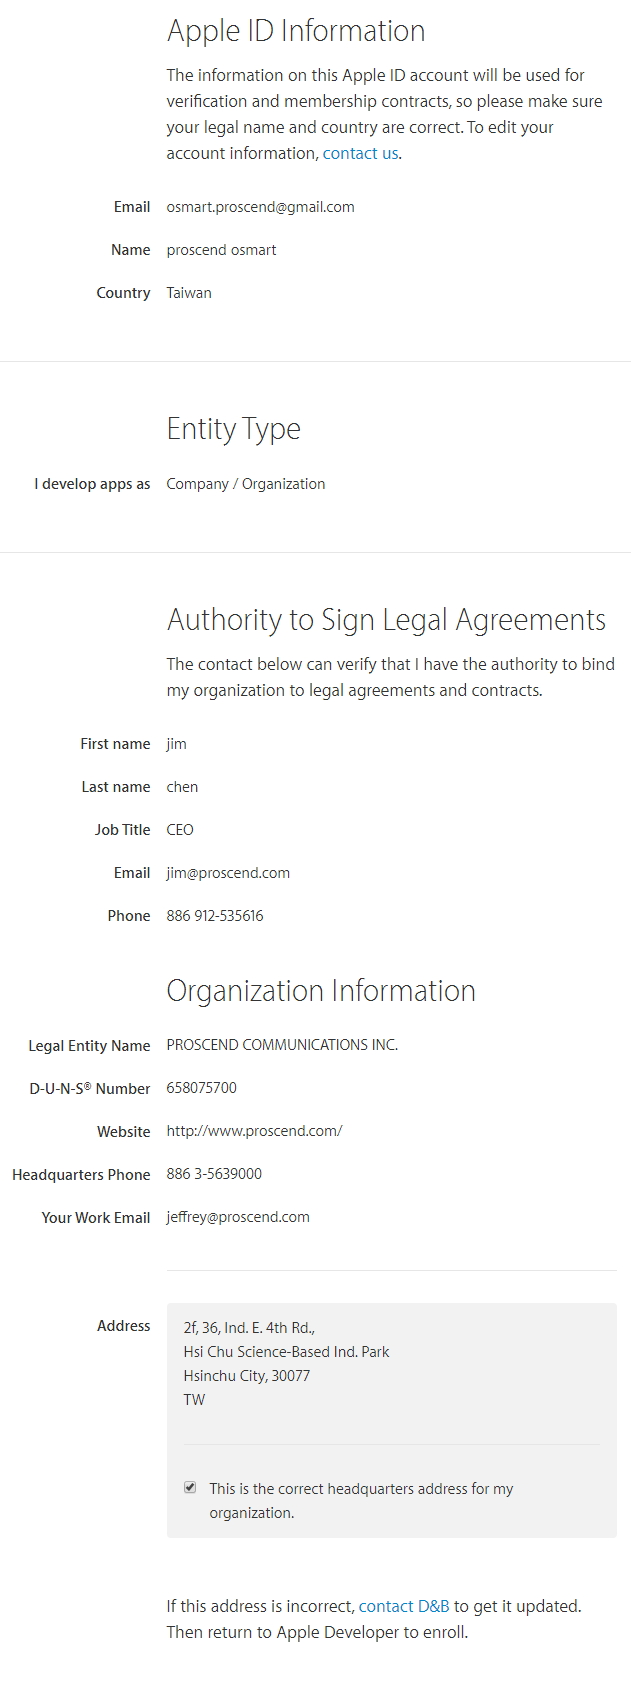 Apple ID Information
The information on this Apple ID account will be used for
verification and membership contracts, so please make sure
your legal name and country are correct. To edit your
account information, contact us.
Email osmart.proscend@gmail.com
Name proscend osmart
Country Taiwan
Entity Type
I develop apps as Company / Organization
Authority to Sign Legal Agreements
The contact below can verify that I have the authority to bind
my organization to legal agreements and contracts.
First name jim
Last name chen
Job Title CEO
Email jim@proscend.com
Phone 886 912-535616
Organization Information
Legal Entity Name PROSCEND COMMUNICATIONS INC.
D-U-N-S® Number 658075700
Website http://www.proscend.com/
Headquarters Phone 886 3-5639000
Your Work Email jeffrey@proscend.com
Address 2f, 36, Ind. E. 4th Rd.,
Hsi Chu Science-Based Ind. Park
Hsinchu City, 30077
TW
This is the correct headquarters address for my
organization.
If this address is incorrect, contact D&B to get it updated.
Then return to Apple Developer to enroll.